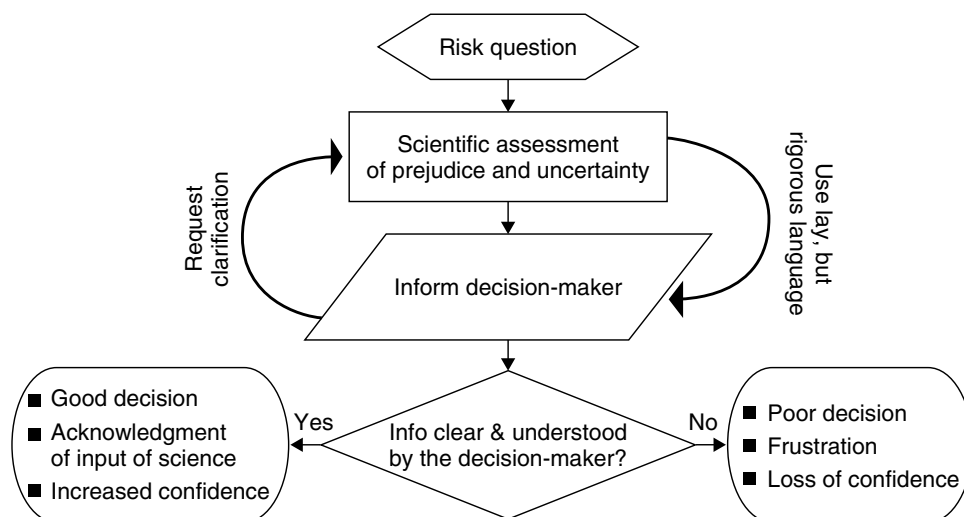 Risk question
Scientific assessment
of prejudice and uncertainty
Request
clarification
Use lay, but
rigorous language
Inform decision-maker
Info clear & understood
by the decision-maker?
Yes
Good decision
Acknowledgment
of input of science
Increased confidence
No
Poor decision
Frustration
Loss of confidence